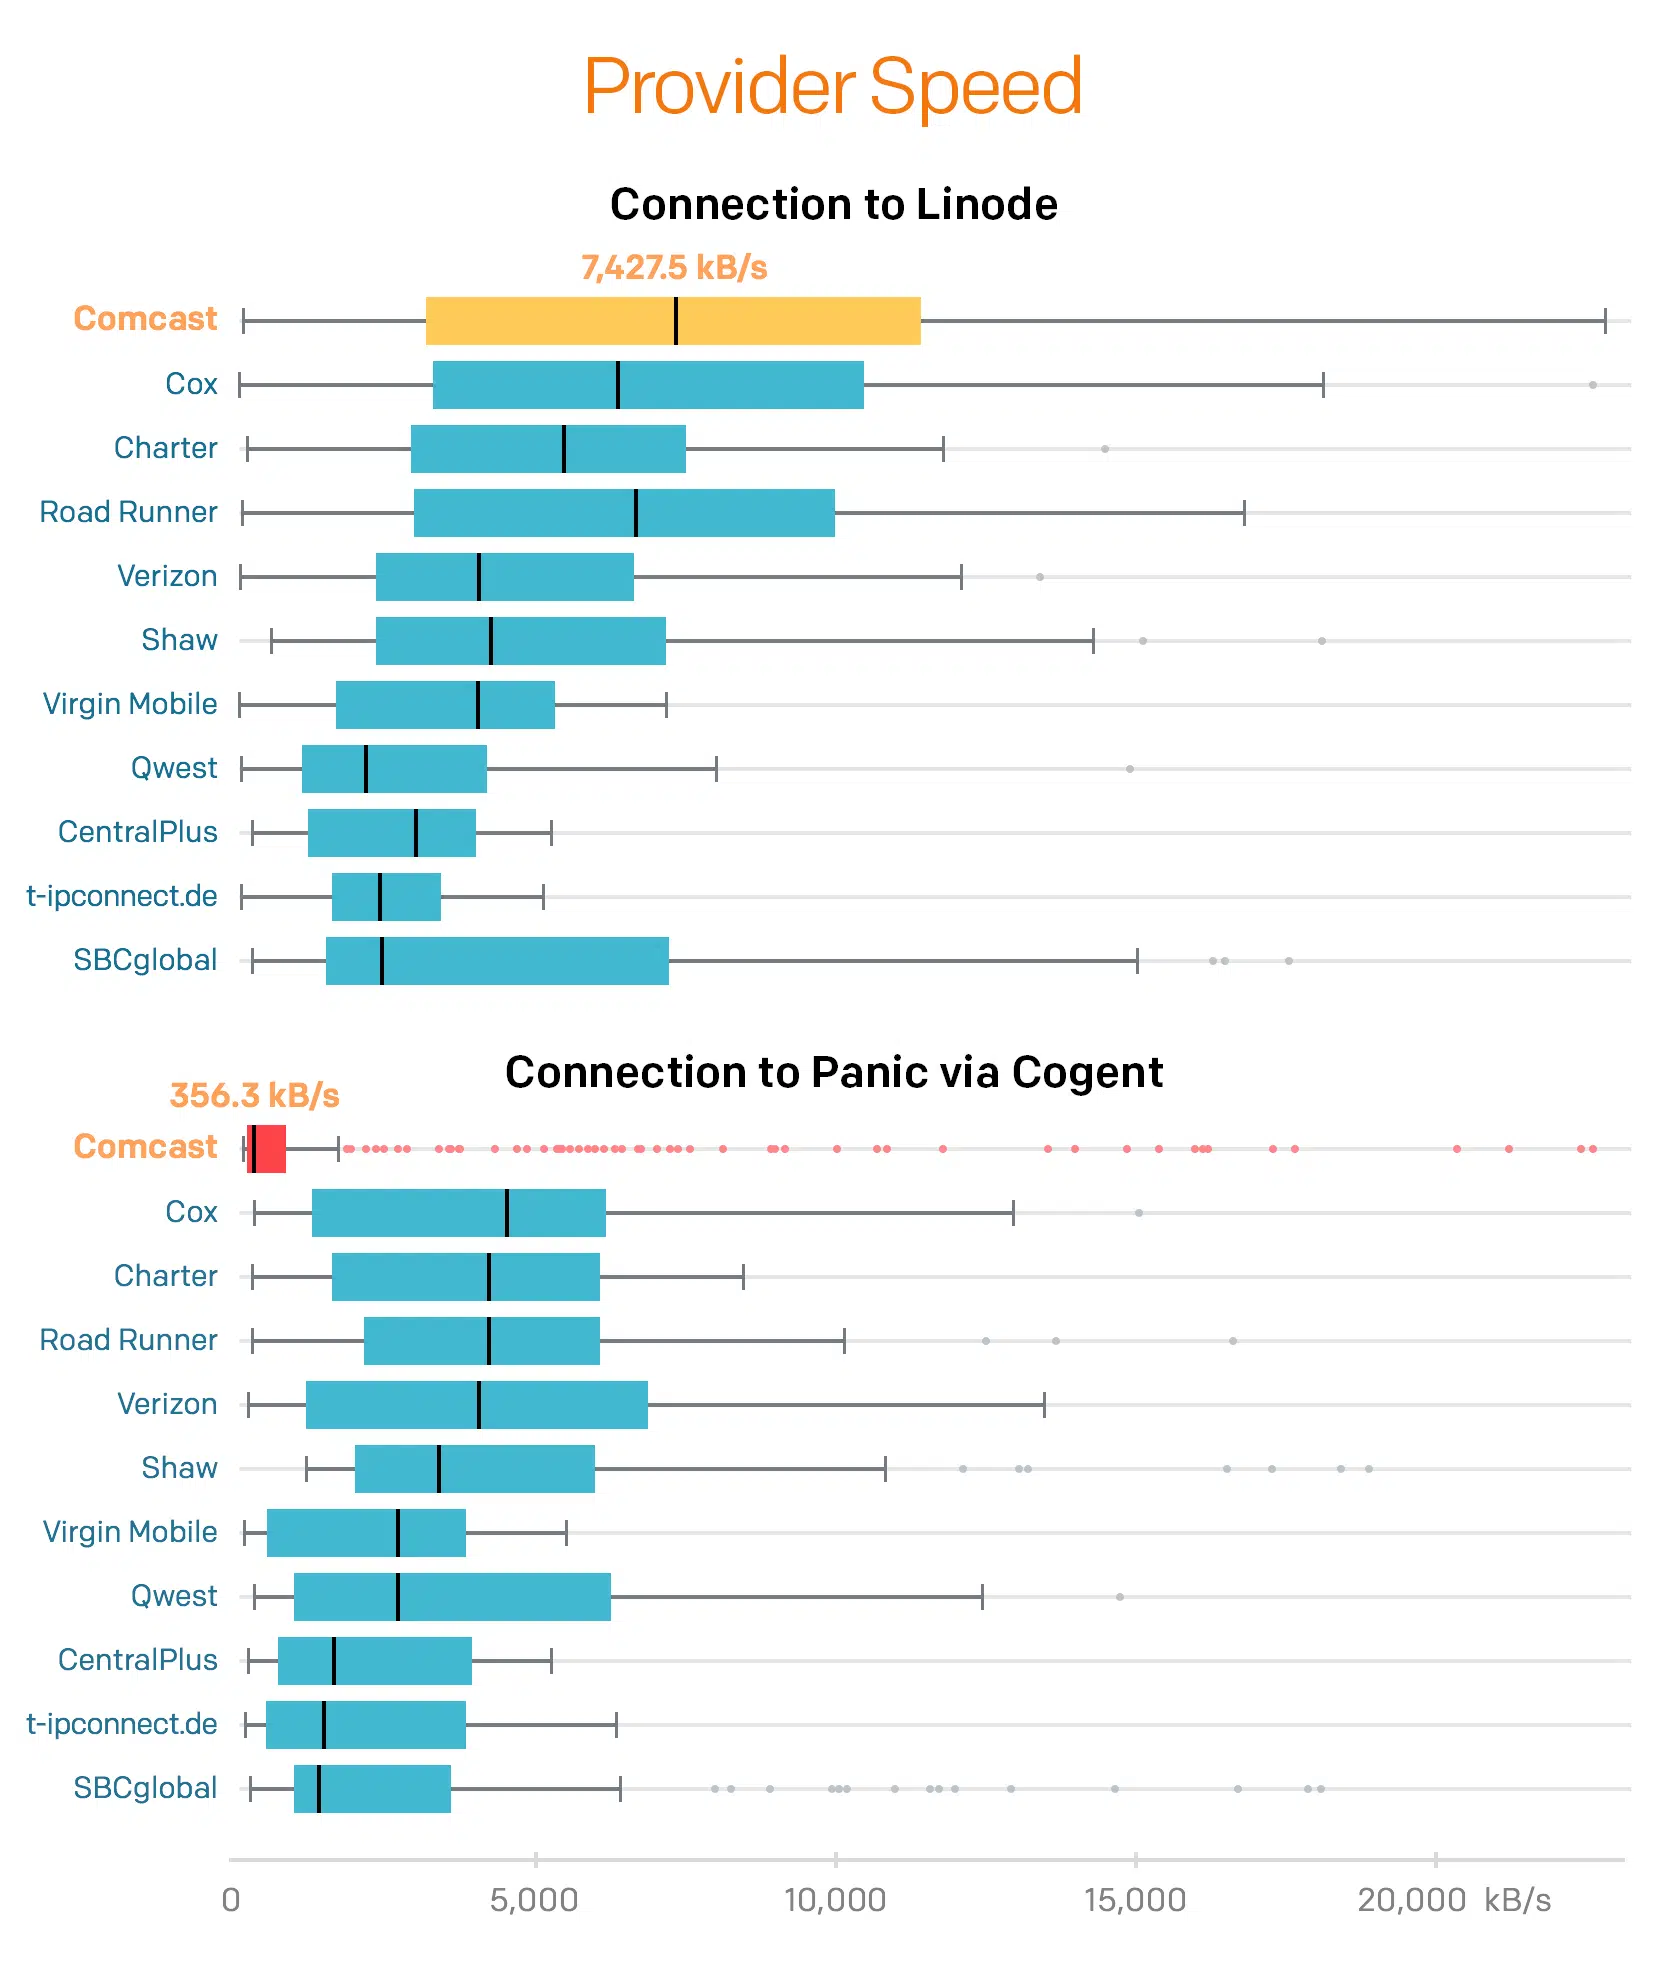 Provider Speed
Connection to Linode
7,427.5 kB/s
Comcast
Cox
Charter
Road Runner
Verizon
Shaw
Virgin Mobile
Qwest
CentralPlus
t-ipconnect.de
SBCglobal
Connection to Panic via Cogent
356.3 kB/s
Comcast
Cox
Charter
Road Runner
Verizon
Shaw
Virgin Mobile
Qwest
CentralPlus
t-ipconnect.de
SBCglobal
0 5,000 10,000 15,000 20,000 kB/s